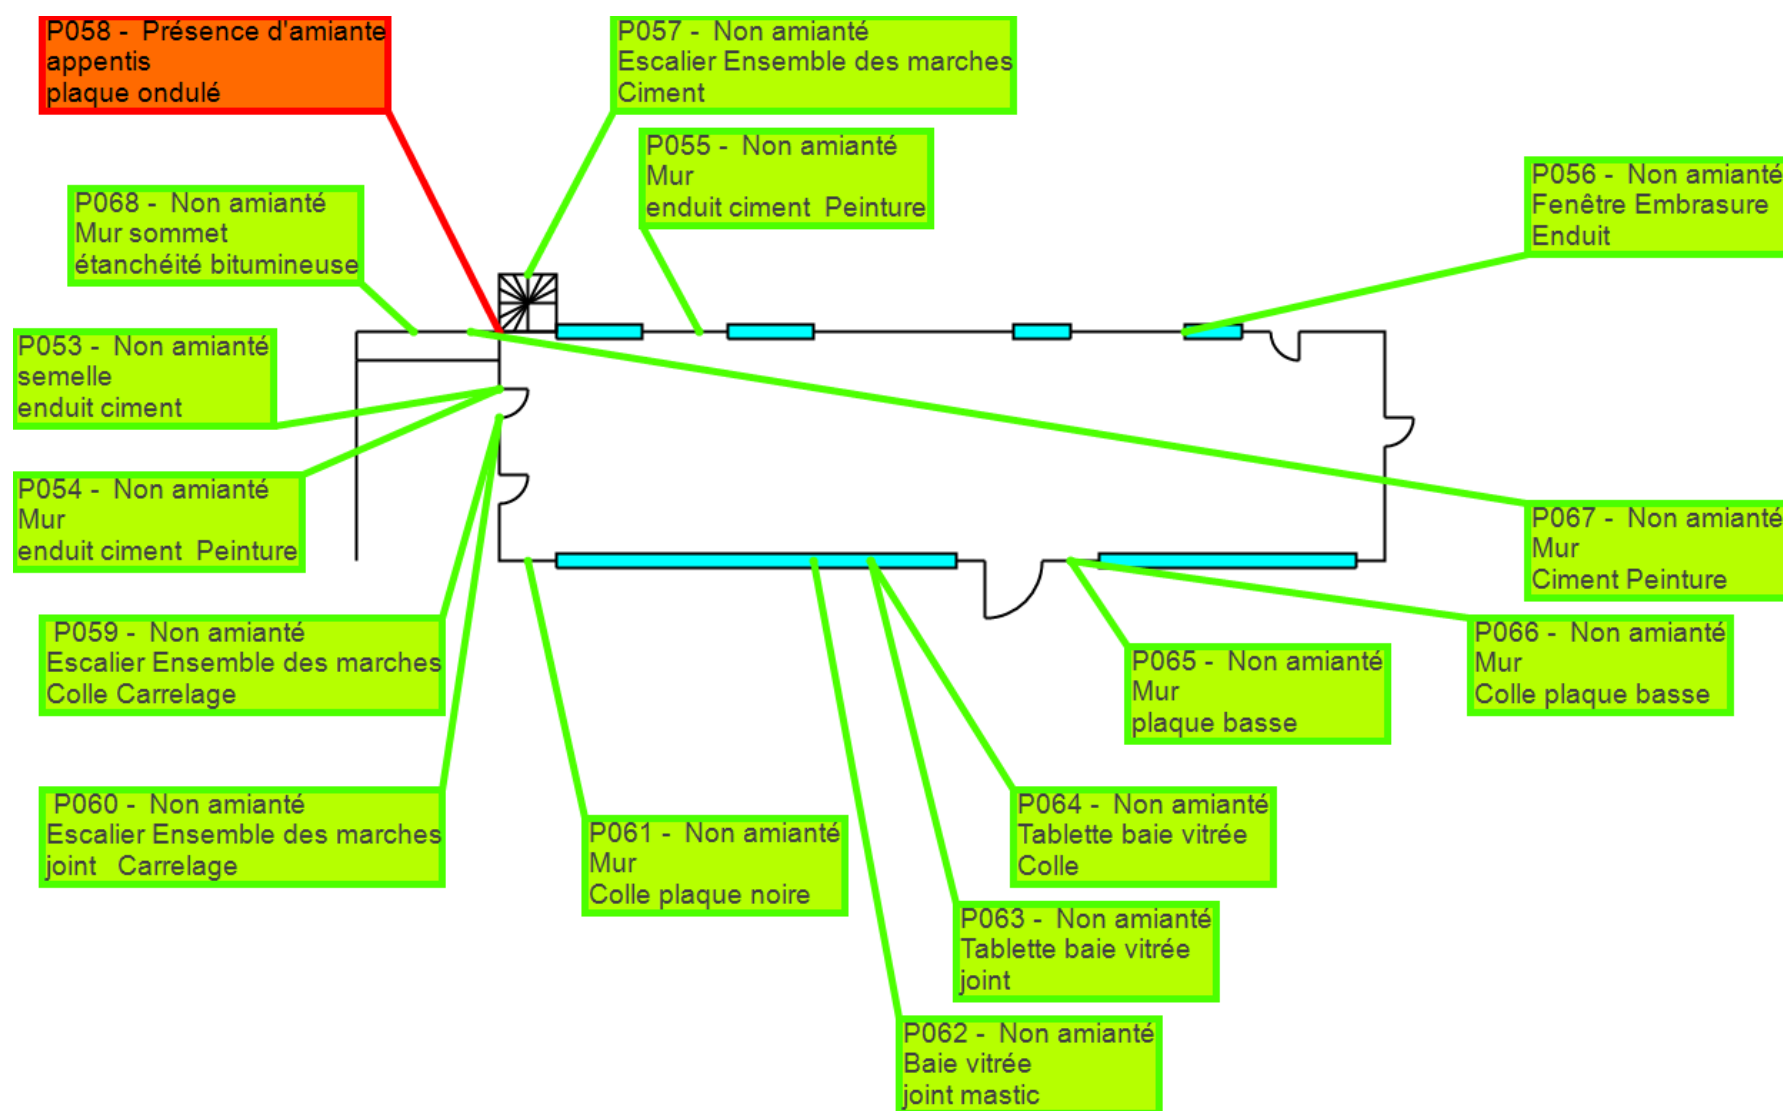 P058 -  Présence d'amiante
appentis
plaque ondulé
P057 -  Non amianté
Escalier Ensemble des marches
Ciment
P055 -  Non amianté
Mur
enduit ciment  Peinture
P056 -  Non amianté
Fenêtre Embrasure
Enduit
P068 -  Non amianté
Mur sommet
étanchéité bitumineuse
P053 -  Non amianté
semelle
enduit ciment
P054 -  Non amianté
Mur
enduit ciment  Peinture
P067 -  Non amianté
Mur
Ciment Peinture
P059 -  Non amianté
Escalier Ensemble des marches
Colle Carrelage
P066 -  Non amianté
Mur
Colle plaque basse
P065 -  Non amianté
Mur
plaque basse
P060 -  Non amianté
Escalier Ensemble des marches
joint   Carrelage
P061 -  Non amianté
Mur
Colle plaque noire
P064 -  Non amianté
Tablette baie vitrée
Colle
P063 -  Non amianté
Tablette baie vitrée
joint
P062 -  Non amianté
Baie vitrée
joint mastic